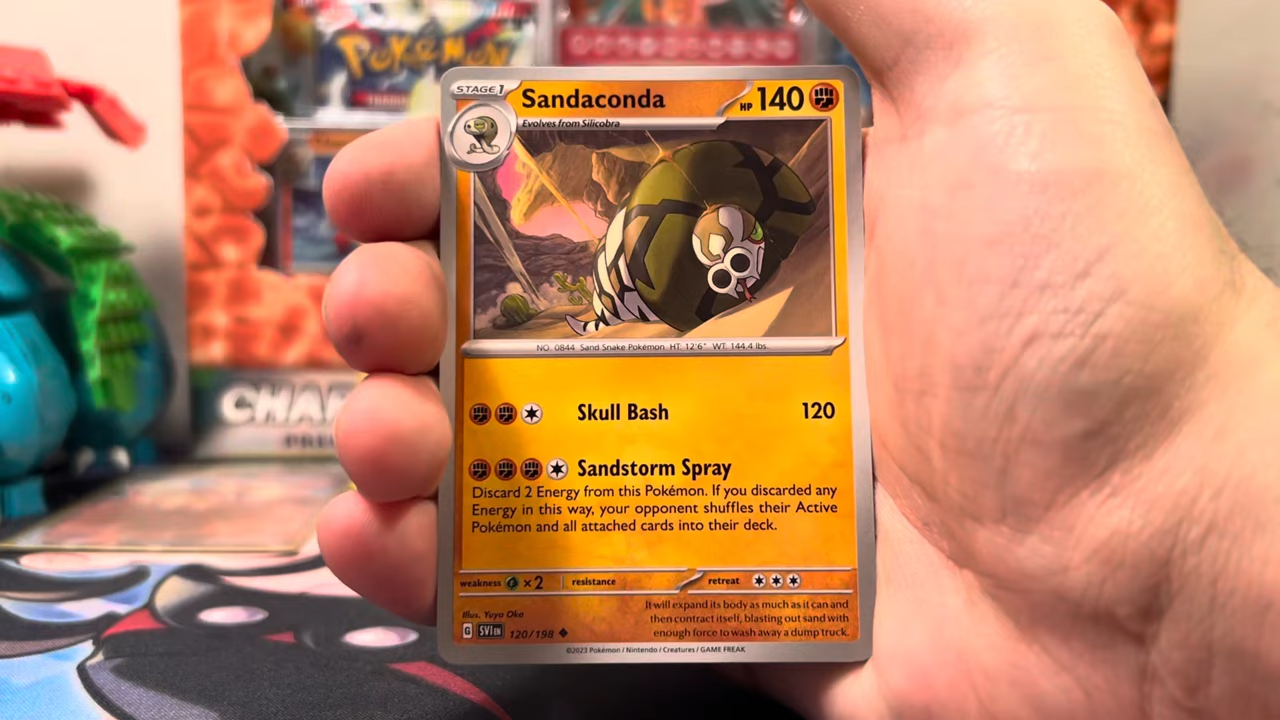 POKÉMON
STAGE1
Sandaconda
HP 140
Evolves from Silicobra
NO. 0844 Sand Snake Pokémon HT: 12'6" WT: 144.4 lbs.
Skull Bash 120
Sandstorm Spray
Discard 2 Energy from this Pokémon. If you discarded any
Energy in this way, your opponent shuffles their Active
Pokémon and all attached cards into their deck.
weakness ×2 resistance retreat
Illus. Yuya Oka
G SVI EN 120/198
It will expand its body as much as it can and
then contract itself, blasting out sand with
enough force to wash away a dump truck.
©2023 Pokémon / Nintendo / Creatures / GAME FREAK